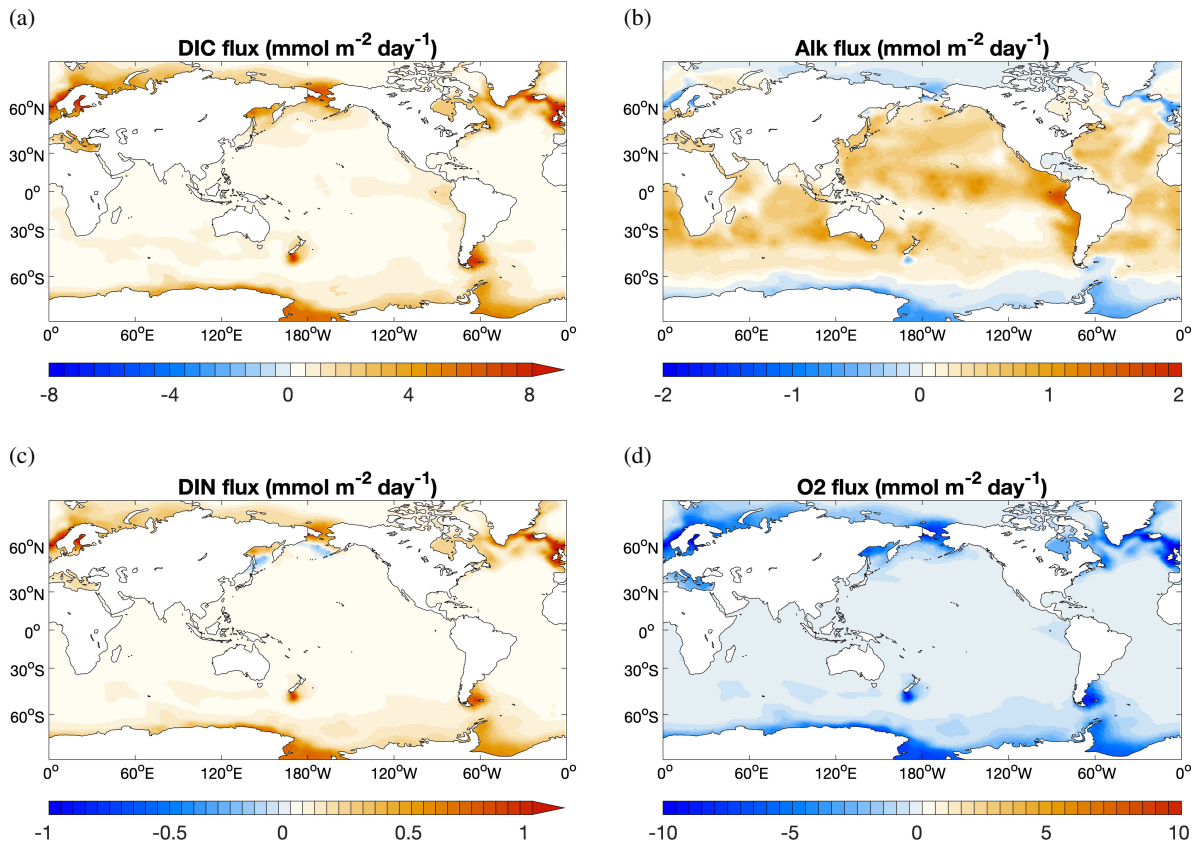 (a)
DIC flux (mmol m⁻² day⁻¹)
60°N
30°N
0°
30°S
60°S
0° 60°E 120°E 180°W 120°W 60°W 0°
-8 -4 0 4 8
(b)
Alk flux (mmol m⁻² day⁻¹)
60°N
30°N
0°
30°S
60°S
0° 60°E 120°E 180°W 120°W 60°W 0°
-2 -1 0 1 2
(c)
DIN flux (mmol m⁻² day⁻¹)
60°N
30°N
0°
30°S
60°S
0° 60°E 120°E 180°W 120°W 60°W 0°
-1 -0.5 0 0.5 1
(d)
O2 flux (mmol m⁻² day⁻¹)
60°N
30°N
0°
30°S
60°S
0° 60°E 120°E 180°W 120°W 60°W 0°
-10 -5 0 5 10